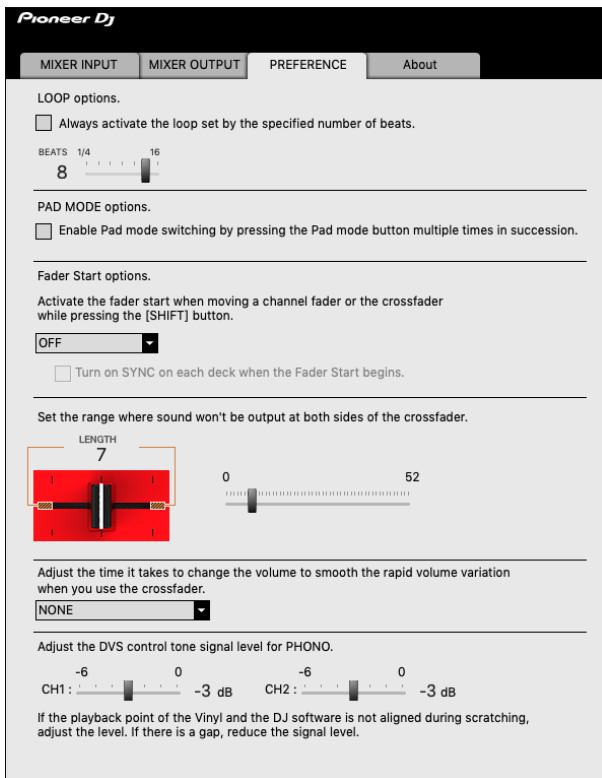 Pioneer Dj
MIXER INPUT MIXER OUTPUT PREFERENCE About
LOOP options.
Always activate the loop set by the specified number of beats.
BEATS 1/4 16
8
PAD MODE options.
Enable Pad mode switching by pressing the Pad mode button multiple times in succession.
Fader Start options.
Activate the fader start when moving a channel fader or the crossfader
while pressing the [SHIFT] button.
OFF
Turn on SYNC on each deck when the Fader Start begins.
Set the range where sound won't be output at both sides of the crossfader.
LENGTH
7
0 52
Adjust the time it takes to change the volume to smooth the rapid volume variation
when you use the crossfader.
NONE
Adjust the DVS control tone signal level for PHONO.
-6 0 -6 0
CH1 : -3 dB CH2 : -3 dB
If the playback point of the Vinyl and the DJ software is not aligned during scratching,
adjust the level. If there is a gap, reduce the signal level.